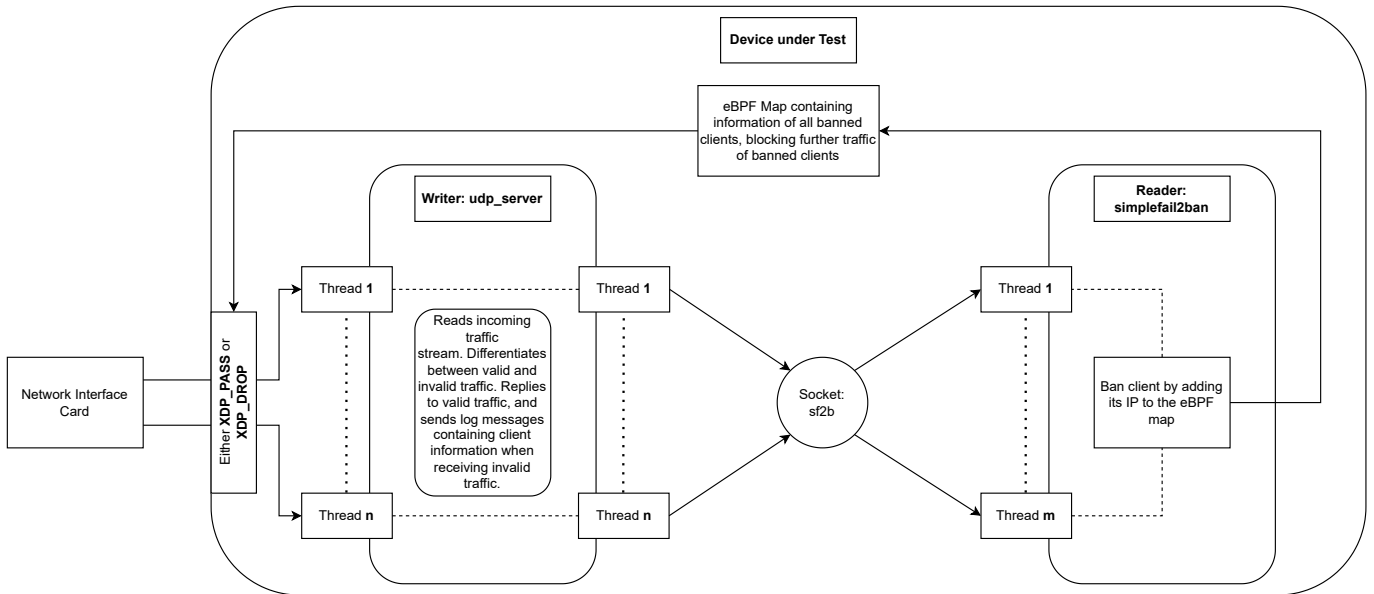 Device under Test
eBPF Map containing
information of all banned
clients, blocking further traffic
of banned clients
Writer: udp_server
Reader:
simplefail2ban
Thread 1
Thread 1
Thread 1
Network Interface
Card
Either XDP_PASS or
XDP_DROP
Reads incoming
traffic
stream. Differentiates
between valid and
invalid traffic. Replies
to valid traffic, and
sends log messages
containing client
information when
receiving invalid
traffic.
Socket:
sf2b
Ban client by adding
its IP to the eBPF
map
Thread n
Thread n
Thread m